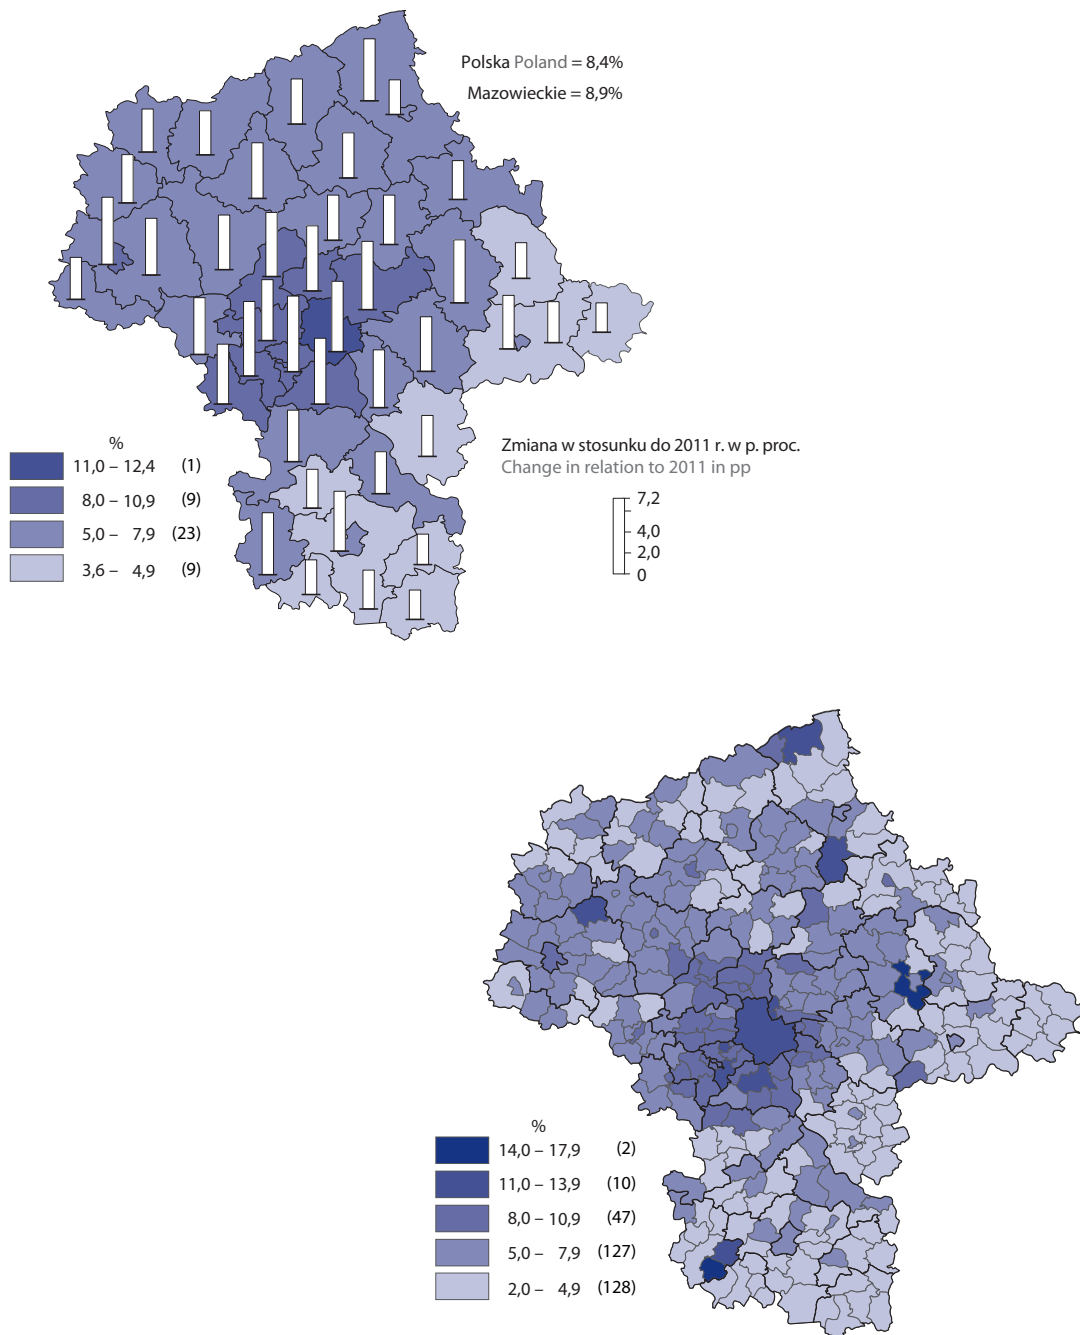 Polska Poland = 8,4%
Mazowieckie = 8,9%
%
11,0 – 12,4 (1)
8,0 – 10,9 (9)
5,0 – 7,9 (23)
3,6 – 4,9 (9)
Zmiana w stosunku do 2011 r. w p. proc.
Change in relation to 2011 in pp
7,2
4,0
2,0
0
%
14,0 – 17,9 (2)
11,0 – 13,9 (10)
8,0 – 10,9 (47)
5,0 – 7,9 (127)
2,0 – 4,9 (128)